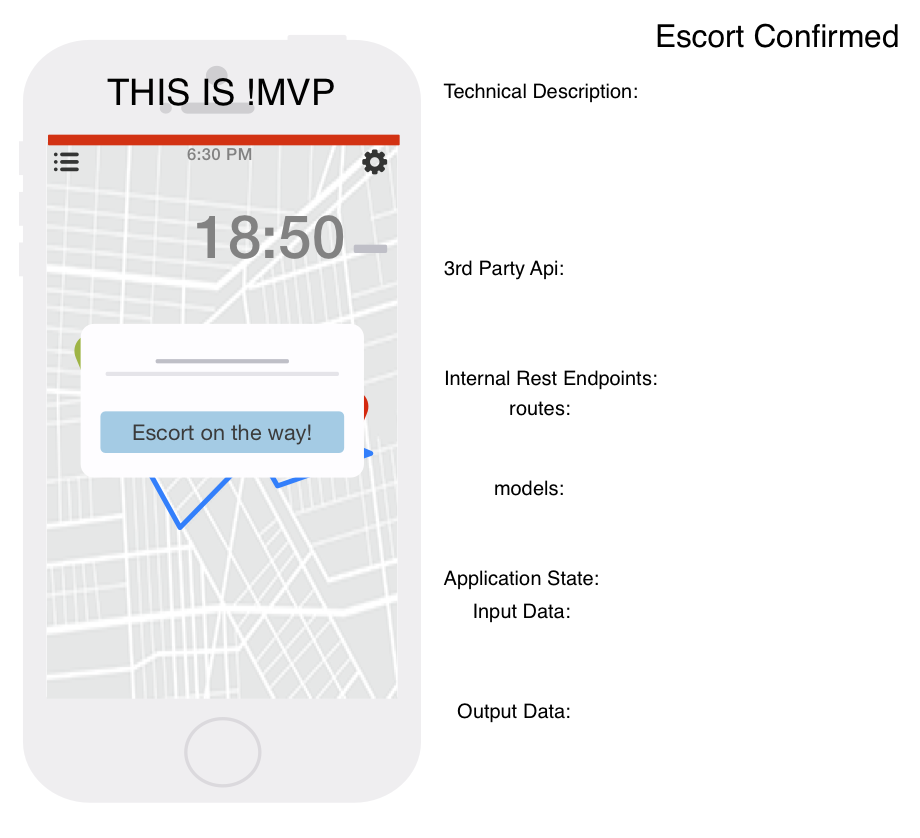 Escort Confirmed
THIS IS !MVP
6:30 PM
18:50
Escort on the way!
Technical Description:
3rd Party Api:
Internal Rest Endpoints:
routes:
models:
Application State:
Input Data:
Output Data: